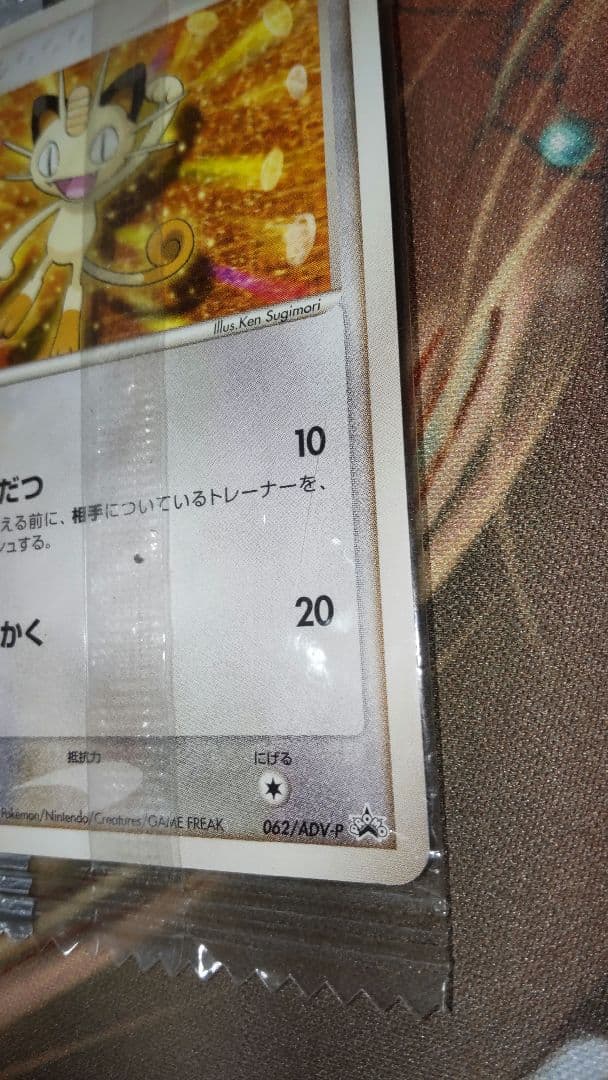 Illus.Ken Sugimori
10
だつ
える前に、相手についているトレーナーを、
ュする。
20
かく
抵抗力
にげる
Pokémon/Nintendo/Creatures/GAME FREAK
062/ADV-P
PROMO